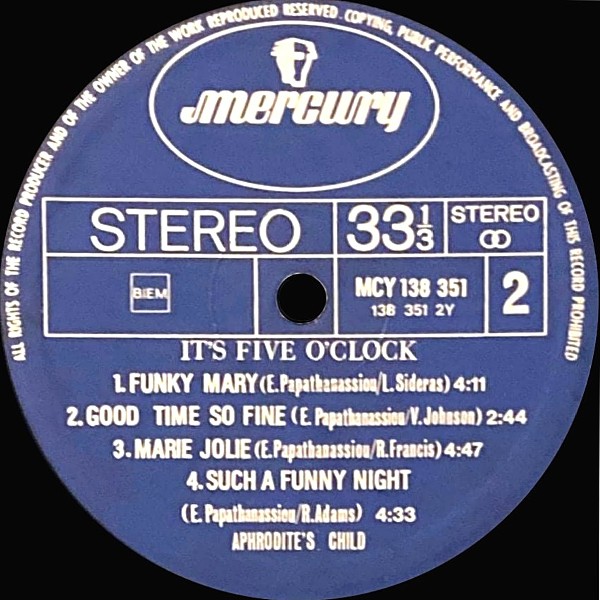 ALL RIGHTS OF THE RECORD PRODUCER AND OF THE OWNER OF THE WORK REPRODUCED RESERVED. COPYING, PUBLIC PERFORMANCE AND BROADCASTING OF THIS RECORD PROHIBITED
mercury
STEREO 33 1/3 STEREO
BIEM MCY 138 351 2
138 351 2Y
IT'S FIVE O'CLOCK
1. FUNKY MARY (E. Papathanassiou/L. Sideras) 4:11
2. GOOD TIME SO FINE (E. Papathanassiou/V. Johnson) 2:44
3. MARIE JOLIE (E. Papathanassiou/R. Francis) 4:47
4. SUCH A FUNNY NIGHT
(E. Papathanassiou/R. Adams) 4:33
APHRODITE'S CHILD